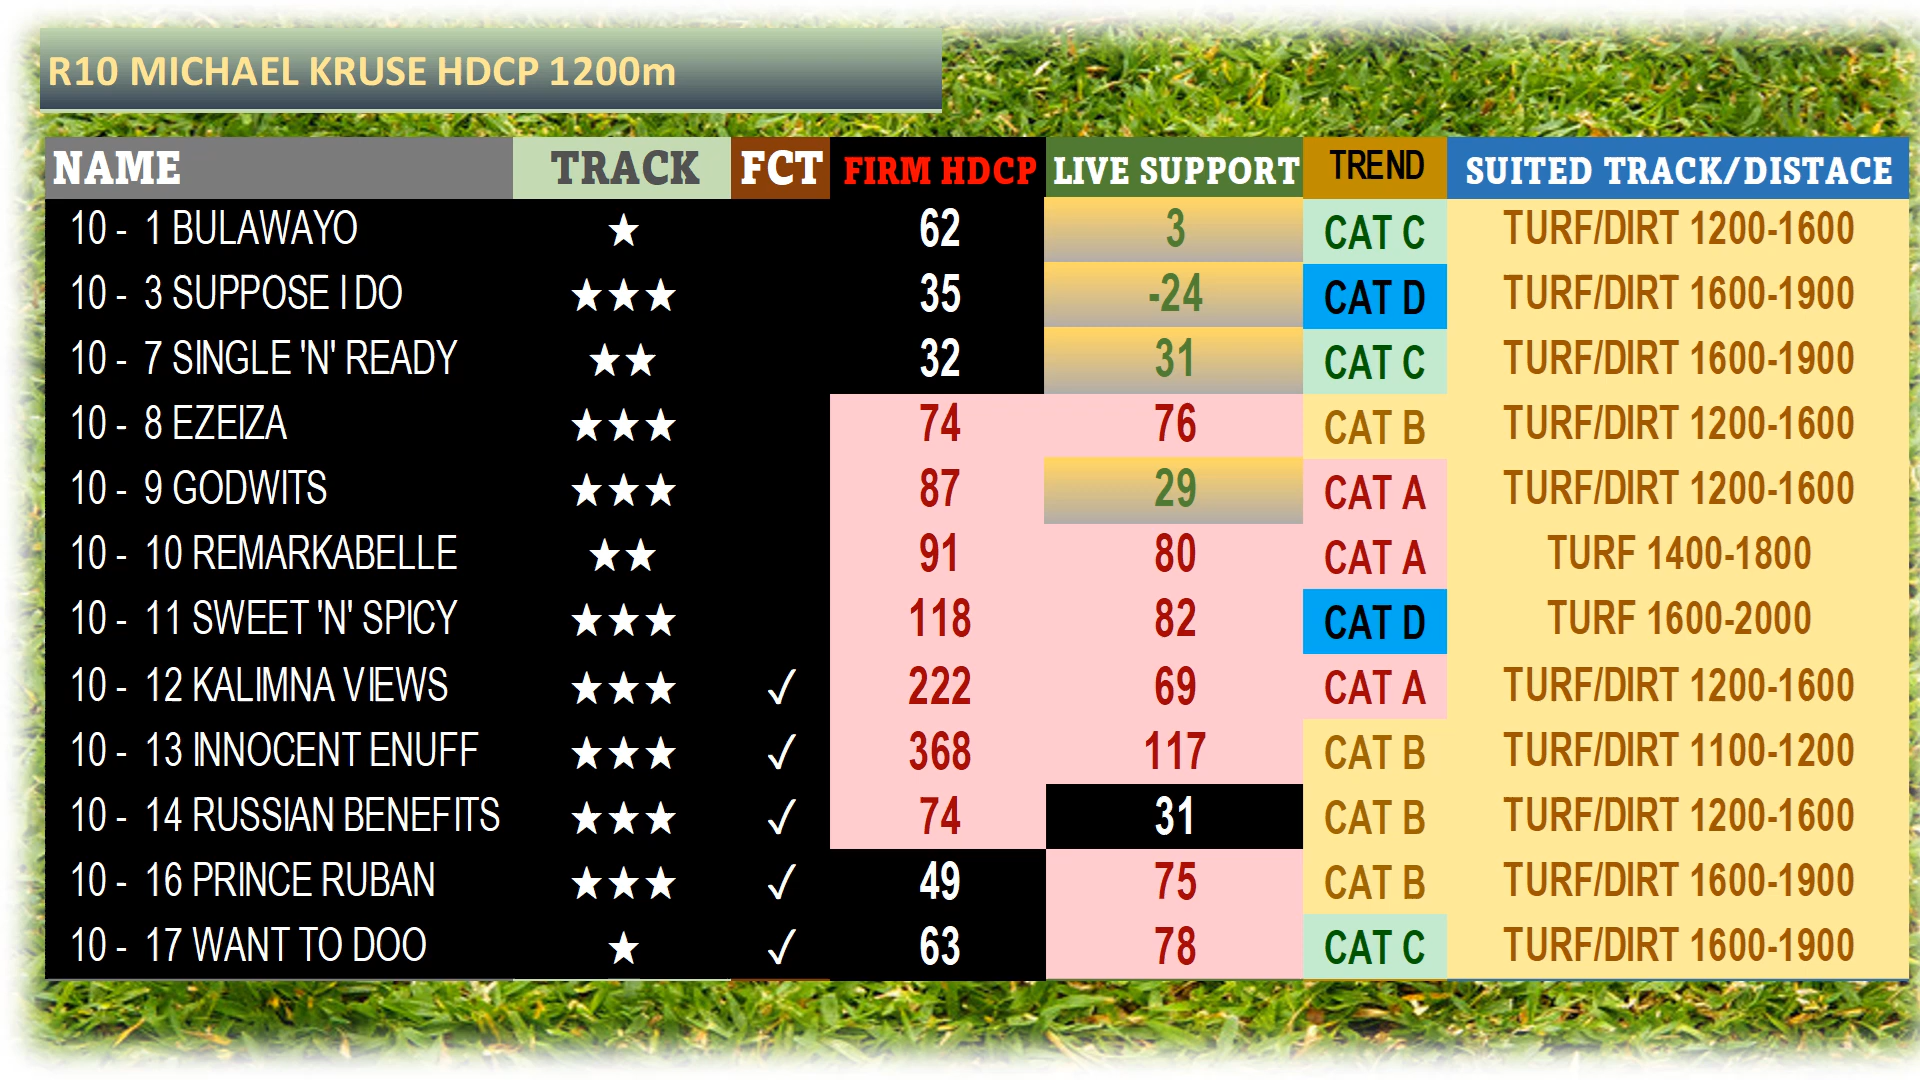 R10 MICHAEL KRUSE HDCP 1200m
NAME TRACK FCT FIRM HDCP LIVE SUPPORT TREND SUITED TRACK/DISTACE
10 - 1 BULAWAYO ★ 62 3 CAT C TURF/DIRT 1200-1600
10 - 3 SUPPOSE I DO ★★★ 35 -24 CAT D TURF/DIRT 1600-1900
10 - 7 SINGLE 'N' READY ★★ 32 31 CAT C TURF/DIRT 1600-1900
10 - 8 EZEIZA ★★★ 74 76 CAT B TURF/DIRT 1200-1600
10 - 9 GODWITS ★★★ 87 29 CAT A TURF/DIRT 1200-1600
10 - 10 REMARKABELLE ★★ 91 80 CAT A TURF 1400-1800
10 - 11 SWEET 'N' SPICY ★★★ 118 82 CAT D TURF 1600-2000
10 - 12 KALIMNA VIEWS ★★★ ✓ 222 69 CAT A TURF/DIRT 1200-1600
10 - 13 INNOCENT ENUFF ★★★ ✓ 368 117 CAT B TURF/DIRT 1100-1200
10 - 14 RUSSIAN BENEFITS ★★★ ✓ 74 31 CAT B TURF/DIRT 1200-1600
10 - 16 PRINCE RUBAN ★★★ ✓ 49 75 CAT B TURF/DIRT 1600-1900
10 - 17 WANT TO DOO ★ ✓ 63 78 CAT C TURF/DIRT 1600-1900